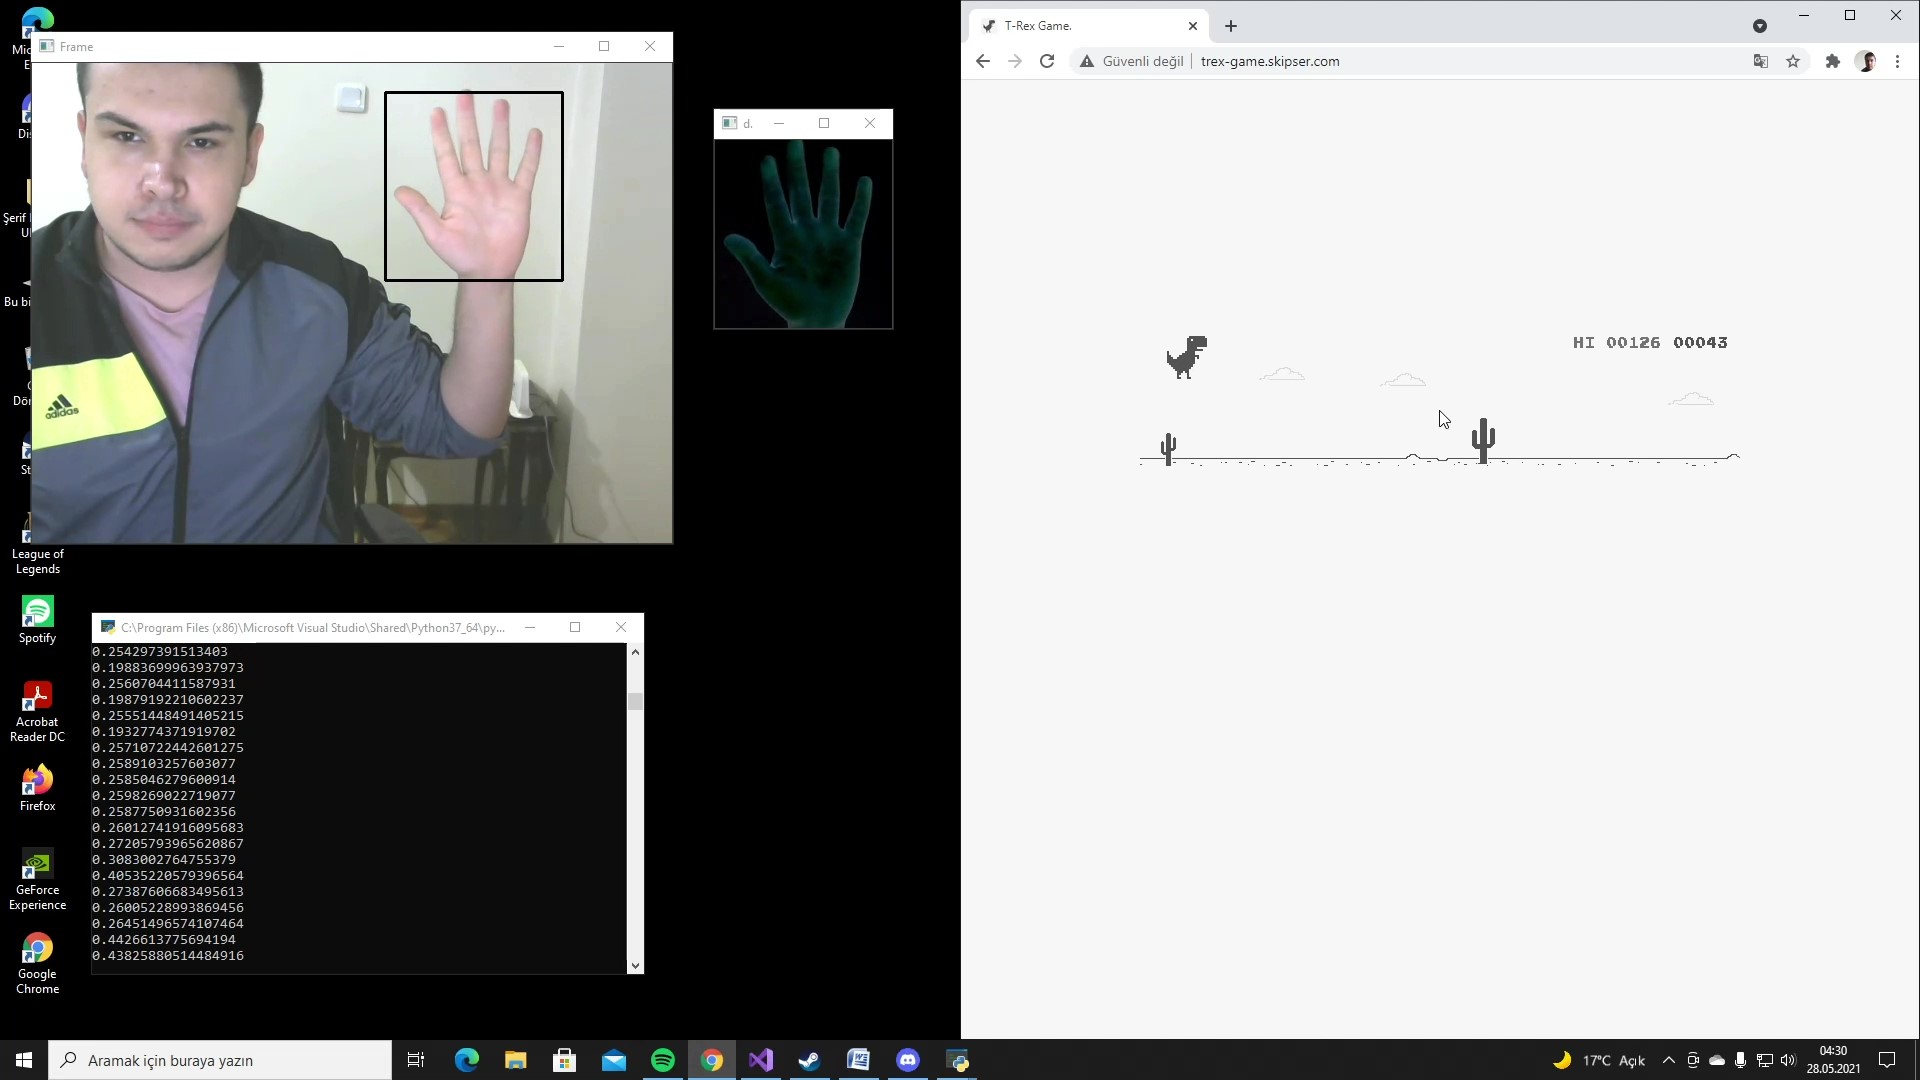 Mic
E
Dis
Şerif
Ul
Bu bi
C
Dön
St
League of
Legends
Spotify
Acrobat
Reader DC
Firefox
GeForce
Experience
Google
Chrome
Frame
adidas
d.
C:\Program Files (x86)\Microsoft Visual Studio\Shared\Python37_64\py...
0.254297391513403
0.19883699963937973
0.2560704411587931
0.19879192210602237
0.25551448491405215
0.1932774371919702
0.25710722442601275
0.2589103257603077
0.2585046279600914
0.2598269022719077
0.2587750931602356
0.26012741916095683
0.27205793965620867
0.3083002764755379
0.40535220579396564
0.27387606683495613
0.26005228993869456
0.26451496574107464
0.4426613775694194
0.43825880514484916
T-Rex Game.
Güvenli değil
trex-game.skipser.com
HI 00126 00043
Aramak için buraya yazın
17°C Açık
04:30
28.05.2021